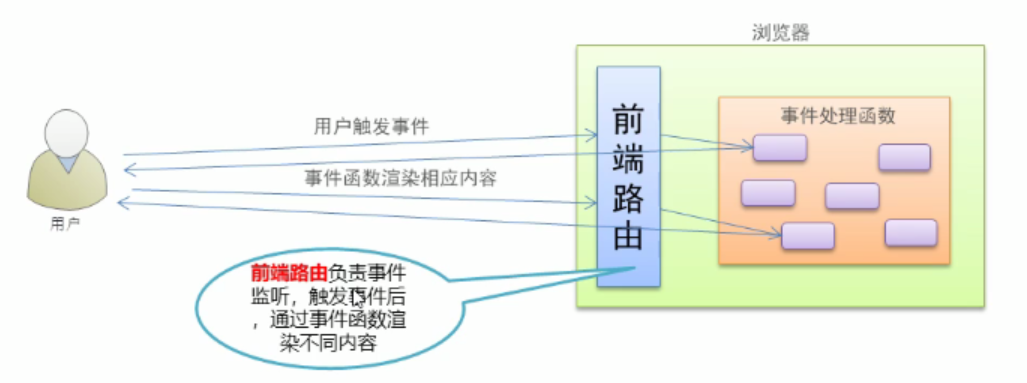 浏览器
用户触发事件
事件处理函数
前
端
路
由
事件函数渲染相应内容
用户
前端路由负责事件
监听，触发事件后
，通过事件函数渲
染不同内容